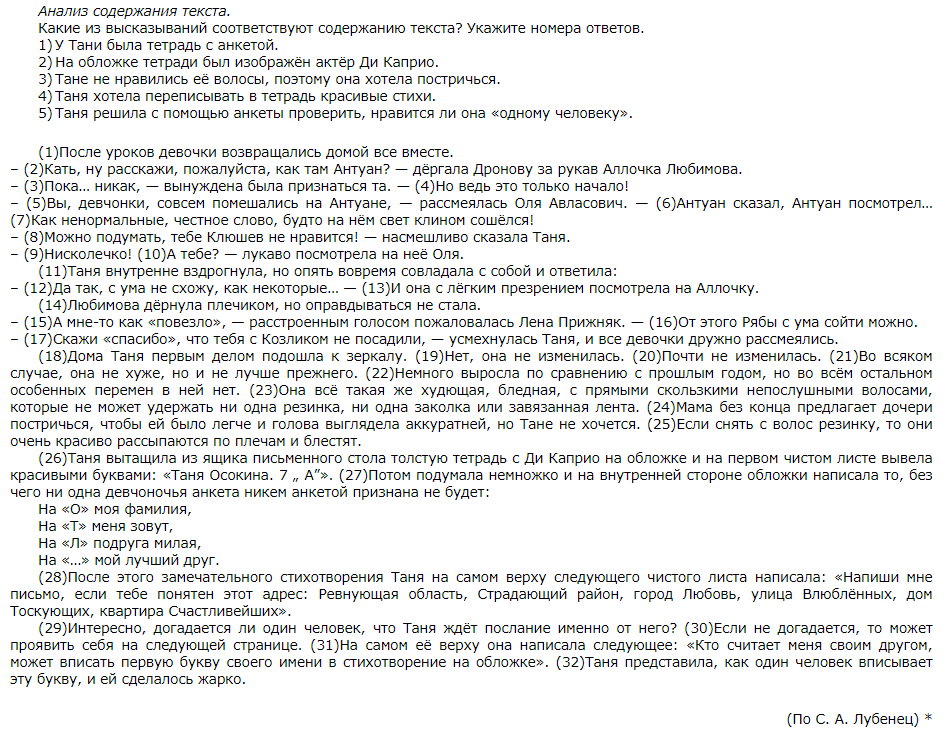 Анализ содержания текста.
Какие из высказываний соответствуют содержанию текста? Укажите номера ответов.
1) У Тани была тетрадь с анкетой.
2) На обложке тетради был изображён актёр Ди Каприо.
3) Тане не нравились её волосы, поэтому она хотела постричься.
4) Таня хотела переписывать в тетрадь красивые стихи.
5) Таня решила с помощью анкеты проверить, нравится ли она «одному человеку».
(1)После уроков девочки возвращались домой все вместе.
– (2)Кать, ну расскажи, пожалуйста, как там Антуан? — дёргала Дронову за рукав Аллочка Любимова.
– (3)Пока... никак, — вынуждена была признаться та. — (4)Но ведь это только начало!
– (5)Вы, девчонки, совсем помешались на Антуане, — рассмеялась Оля Авласович. — (6)Антуан сказал, Антуан посмотрел...
(7)Как ненормальные, честное слово, будто на нём свет клином сошёлся!
– (8)Можно подумать, тебе Клюшев не нравится! — насмешливо сказала Таня.
– (9)Нисколечко! (10)А тебе? — лукаво посмотрела на неё Оля.
(11)Таня внутренне вздрогнула, но опять вовремя совладала с собой и ответила:
– (12)Да так, с ума не схожу, как некоторые... — (13)И она с лёгким презрением посмотрела на Аллочку.
(14)Любимова дёрнула плечиком, но оправдываться не стала.
– (15)А мне-то как «повезло», — расстроенным голосом пожаловалась Лена Прижняк. — (16)От этого Рябы с ума сойти можно.
– (17)Скажи «спасибо», что тебя с Козликом не посадили, — усмехнулась Таня, и все девочки дружно рассмеялись.
(18)Дома Таня первым делом подошла к зеркалу. (19)Нет, она не изменилась. (20)Почти не изменилась. (21)Во всяком
случае, она не хуже, но и не лучше прежнего. (22)Немного выросла по сравнению с прошлым годом, но во всём остальном
особенных перемен в ней нет. (23)Она всё такая же худющая, бледная, с прямыми скользкими непослушными волосами,
которые не может удержать ни одна резинка, ни одна заколка или завязанная лента. (24)Мама без конца предлагает дочери
постричься, чтобы ей было легче и голова выглядела аккуратней, но Тане не хочется. (25)Если снять с волос резинку, то они
очень красиво рассыпаются по плечам и блестят.
(26)Таня вытащила из ящика письменного стола толстую тетрадь с Ди Каприо на обложке и на первом чистом листе вывела
красивыми буквами: «Таня Осокина. 7 „ А”». (27)Потом подумала немножко и на внутренней стороне обложки написала то, без
чего ни одна девчоночья анкета никем анкетой признана не будет:
На «О» моя фамилия,
На «Т» меня зовут,
На «Л» подруга милая,
На «...» мой лучший друг.
(28)После этого замечательного стихотворения Таня на самом верху следующего чистого листа написала: «Напиши мне
письмо, если тебе понятен этот адрес: Ревнующая область, Страдающий район, город Любовь, улица Влюблённых, дом
Тоскующих, квартира Счастливейших».
(29)Интересно, догадается ли один человек, что Таня ждёт послание именно от него? (30)Если не догадается, то может
проявить себя на следующей странице. (31)На самом её верху она написала следующее: «Кто считает меня своим другом,
может вписать первую букву своего имени в стихотворение на обложке». (32)Таня представила, как один человек вписывает
эту букву, и ей сделалось жарко.
(По С. А. Лубенец) *